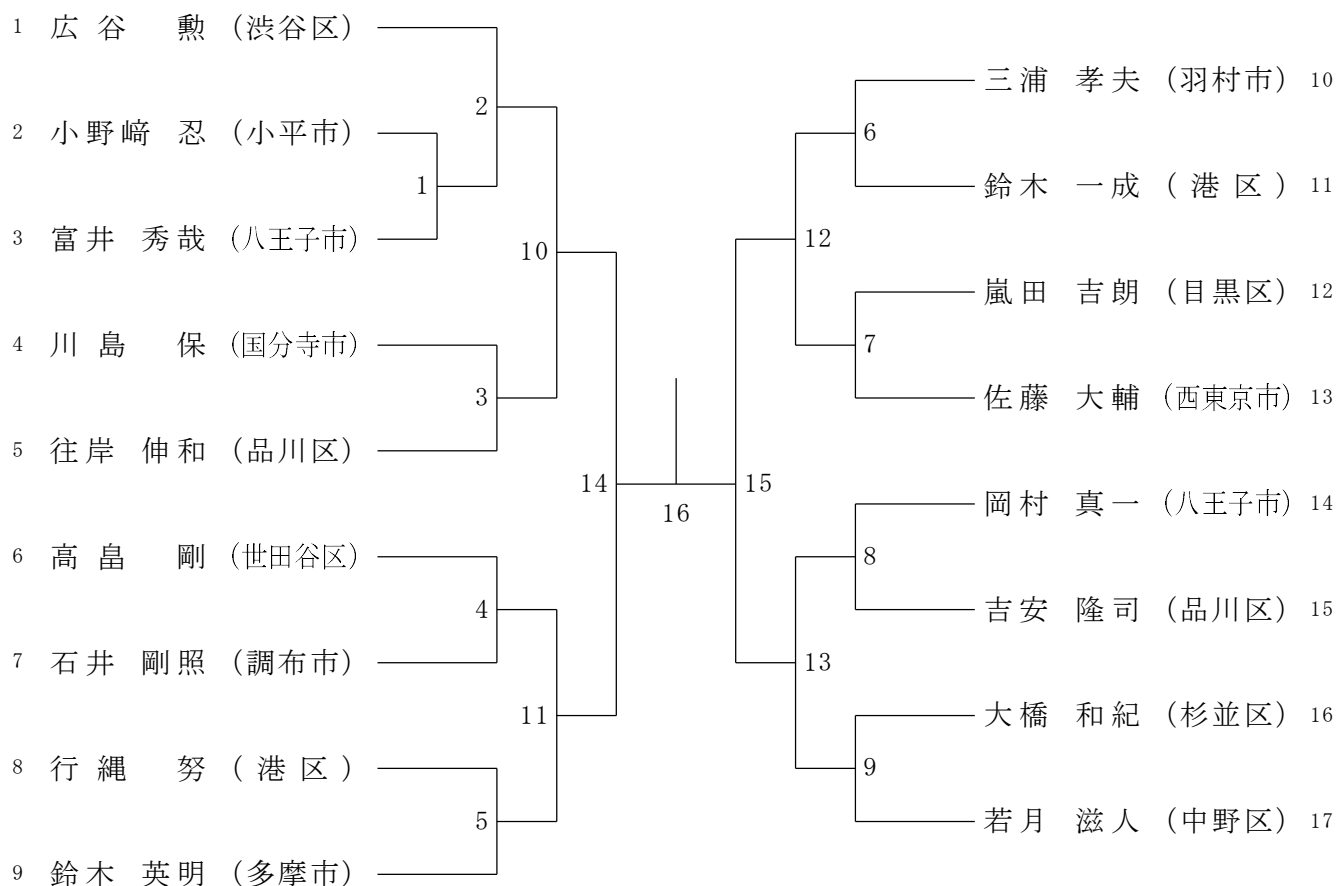 1 広谷 勲 (渋谷区)
2 小野﨑 忍 (小平市)
3 富井 秀哉 (八王子市)
4 川島 保 (国分寺市)
5 往岸 伸和 (品川区)
6 高畠 剛 (世田谷区)
7 石井 剛照 (調布市)
8 行縄 努 (港区)
9 鈴木 英明 (多摩市)
2
1
10
3
14
4
11
5
16
6
12
7
15
8
13
9
三浦 孝夫 (羽村市) 10
鈴木 一成 (港区) 11
嵐田 吉朗 (目黒区) 12
佐藤 大輔 (西東京市) 13
岡村 真一 (八王子市) 14
吉安 隆司 (品川区) 15
大橋 和紀 (杉並区) 16
若月 滋人 (中野区) 17